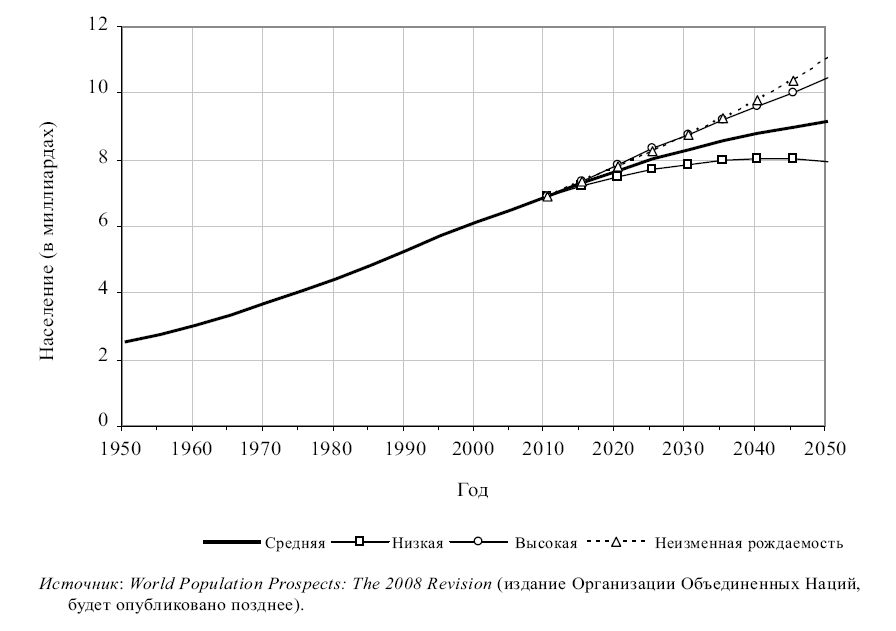 12
10
8
6
4
2
0
Население (в миллиардах)
1950 1960 1970 1980 1990 2000 2010 2020 2030 2040 2050
Год
Средняя Низкая Высокая Неизменная рождаемость
Источник: World Population Prospects: The 2008 Revision (издание Организации Объединенных Наций,
будет опубликовано позднее).